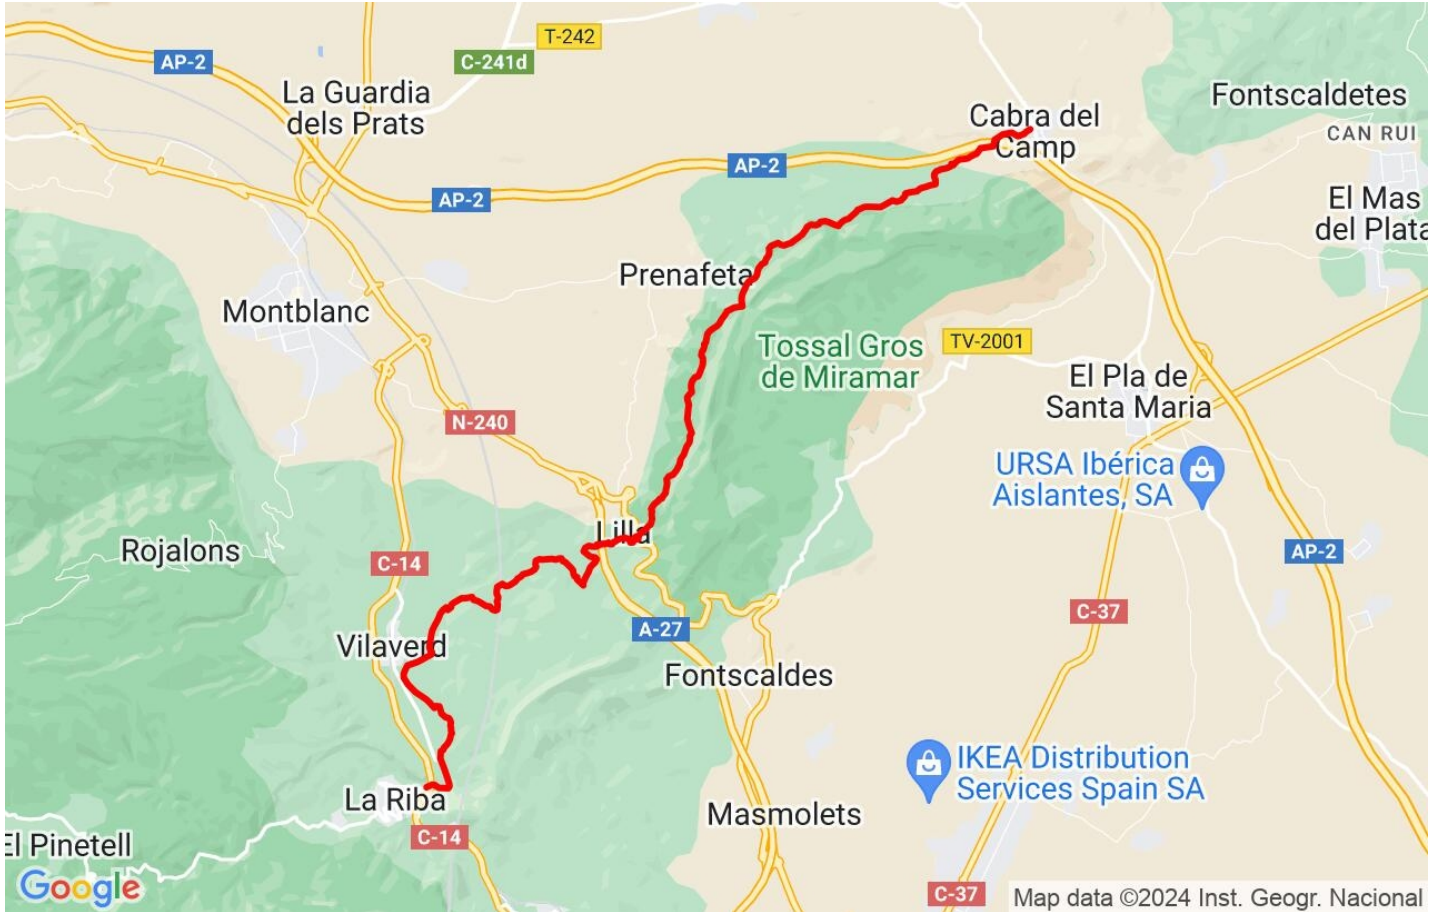 T-242
AP-2
C-241d
La Guardia
dels Prats
Fontscaldetes
Cabra del
Camp
CAN RUI
AP-2
AP-2
El Mas
del Plata
Prenafeta
Montblanc
Tossal Gros
de Miramar
TV-2001
El Pla de
Santa Maria
N-240
URSA Ibérica
Aislantes, SA
Lilla
Rojalons
C-14
AP-2
C-37
A-27
Vilaverd
Fontscaldes
IKEA Distribution
Services Spain SA
La Riba
Masmolets
C-14
El Pinetell
Google
C-37
Map data ©2024 Inst. Geogr. Nacional